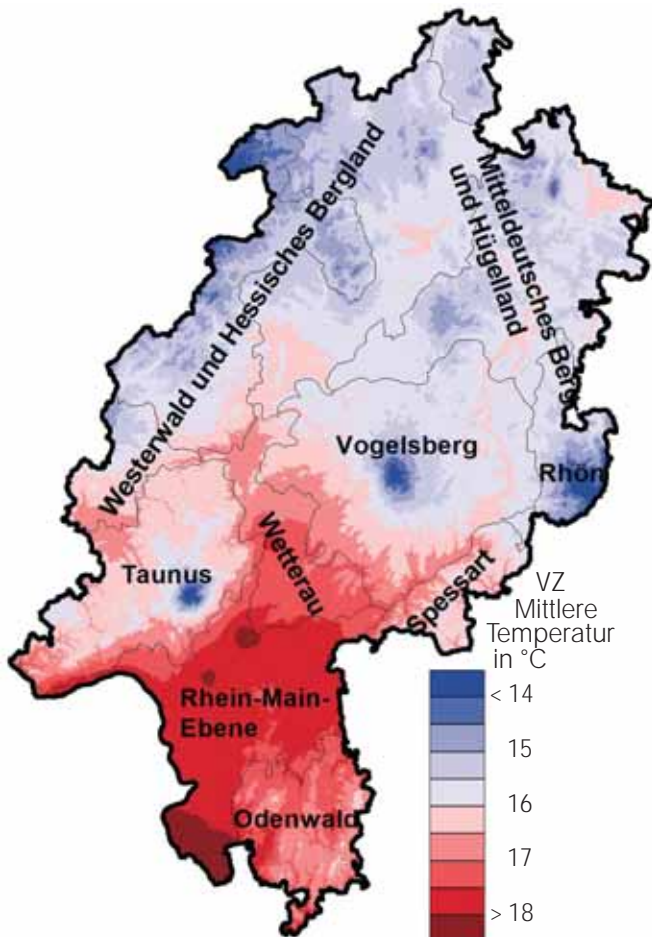 Westerwald und Hessisches Bergland
Mitteldeutsches Berg
und Hügelland
Vogelsberg
Rhön
Wetterau
Taunus
Spessart
Rhein-Main-
Ebene
Odenwald
VZ
Mittlere
Temperatur
in °C
< 14
15
16
17
> 18